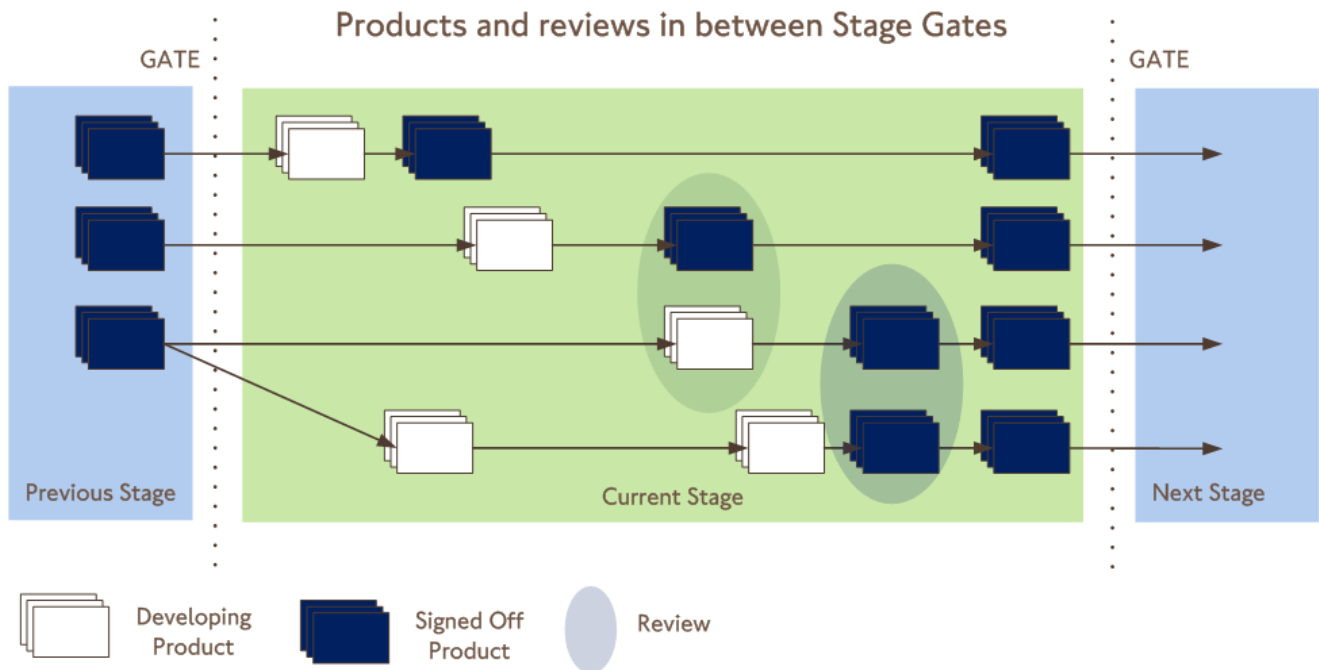 Products and reviews in between Stage Gates
GATE
GATE
Previous Stage
Current Stage
Next Stage
Developing
Product
Signed Off
Product
Review